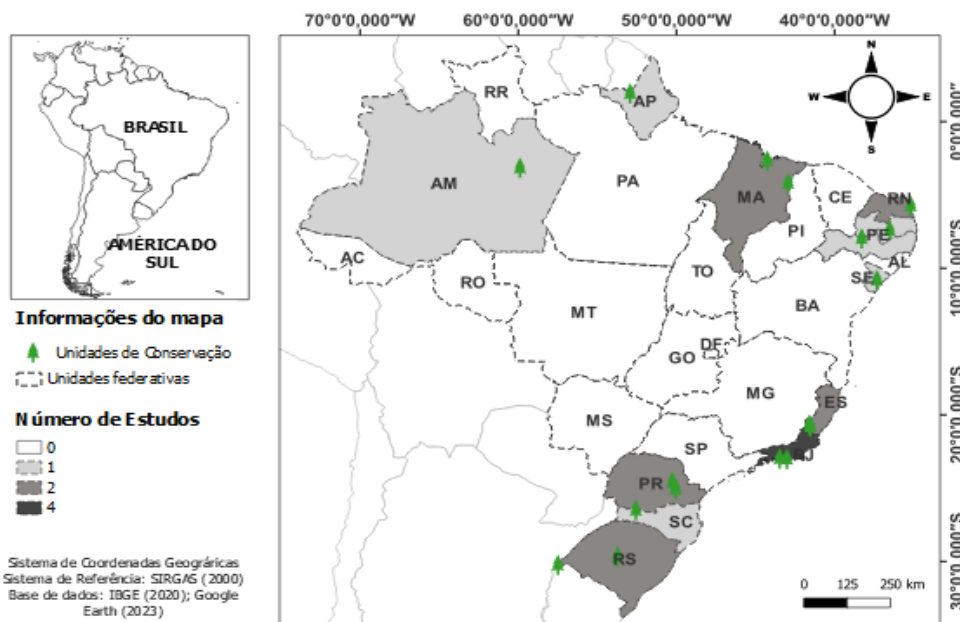 70°0'0,000"W 60°0'0,000"W 50°0'0,000"W 40°0'0,000"W
BRASIL
AMÉRICA DO
SUL
N
W E
S
RR
AP
AM
PA
MA
CE
RN
PI
PE
AC
AL
TO
SE
RO
BA
MT
DF
GO
MG
ES
MS
SP
RJ
PR
SC
RS
0°0'0,000"
10°0'0,000"S
20°0'0,000"S
30°0'0,000"S
Informações do mapa
Unidades de Conservação
Unidades federativas
Número de Estudos
0
1
2
4
Sistema de Coordenadas Geográricas
Sistema de Referência: SIRGAS (2000)
Base de dados: IBGE (2020); Google
Earth (2023)
0 125 250 km